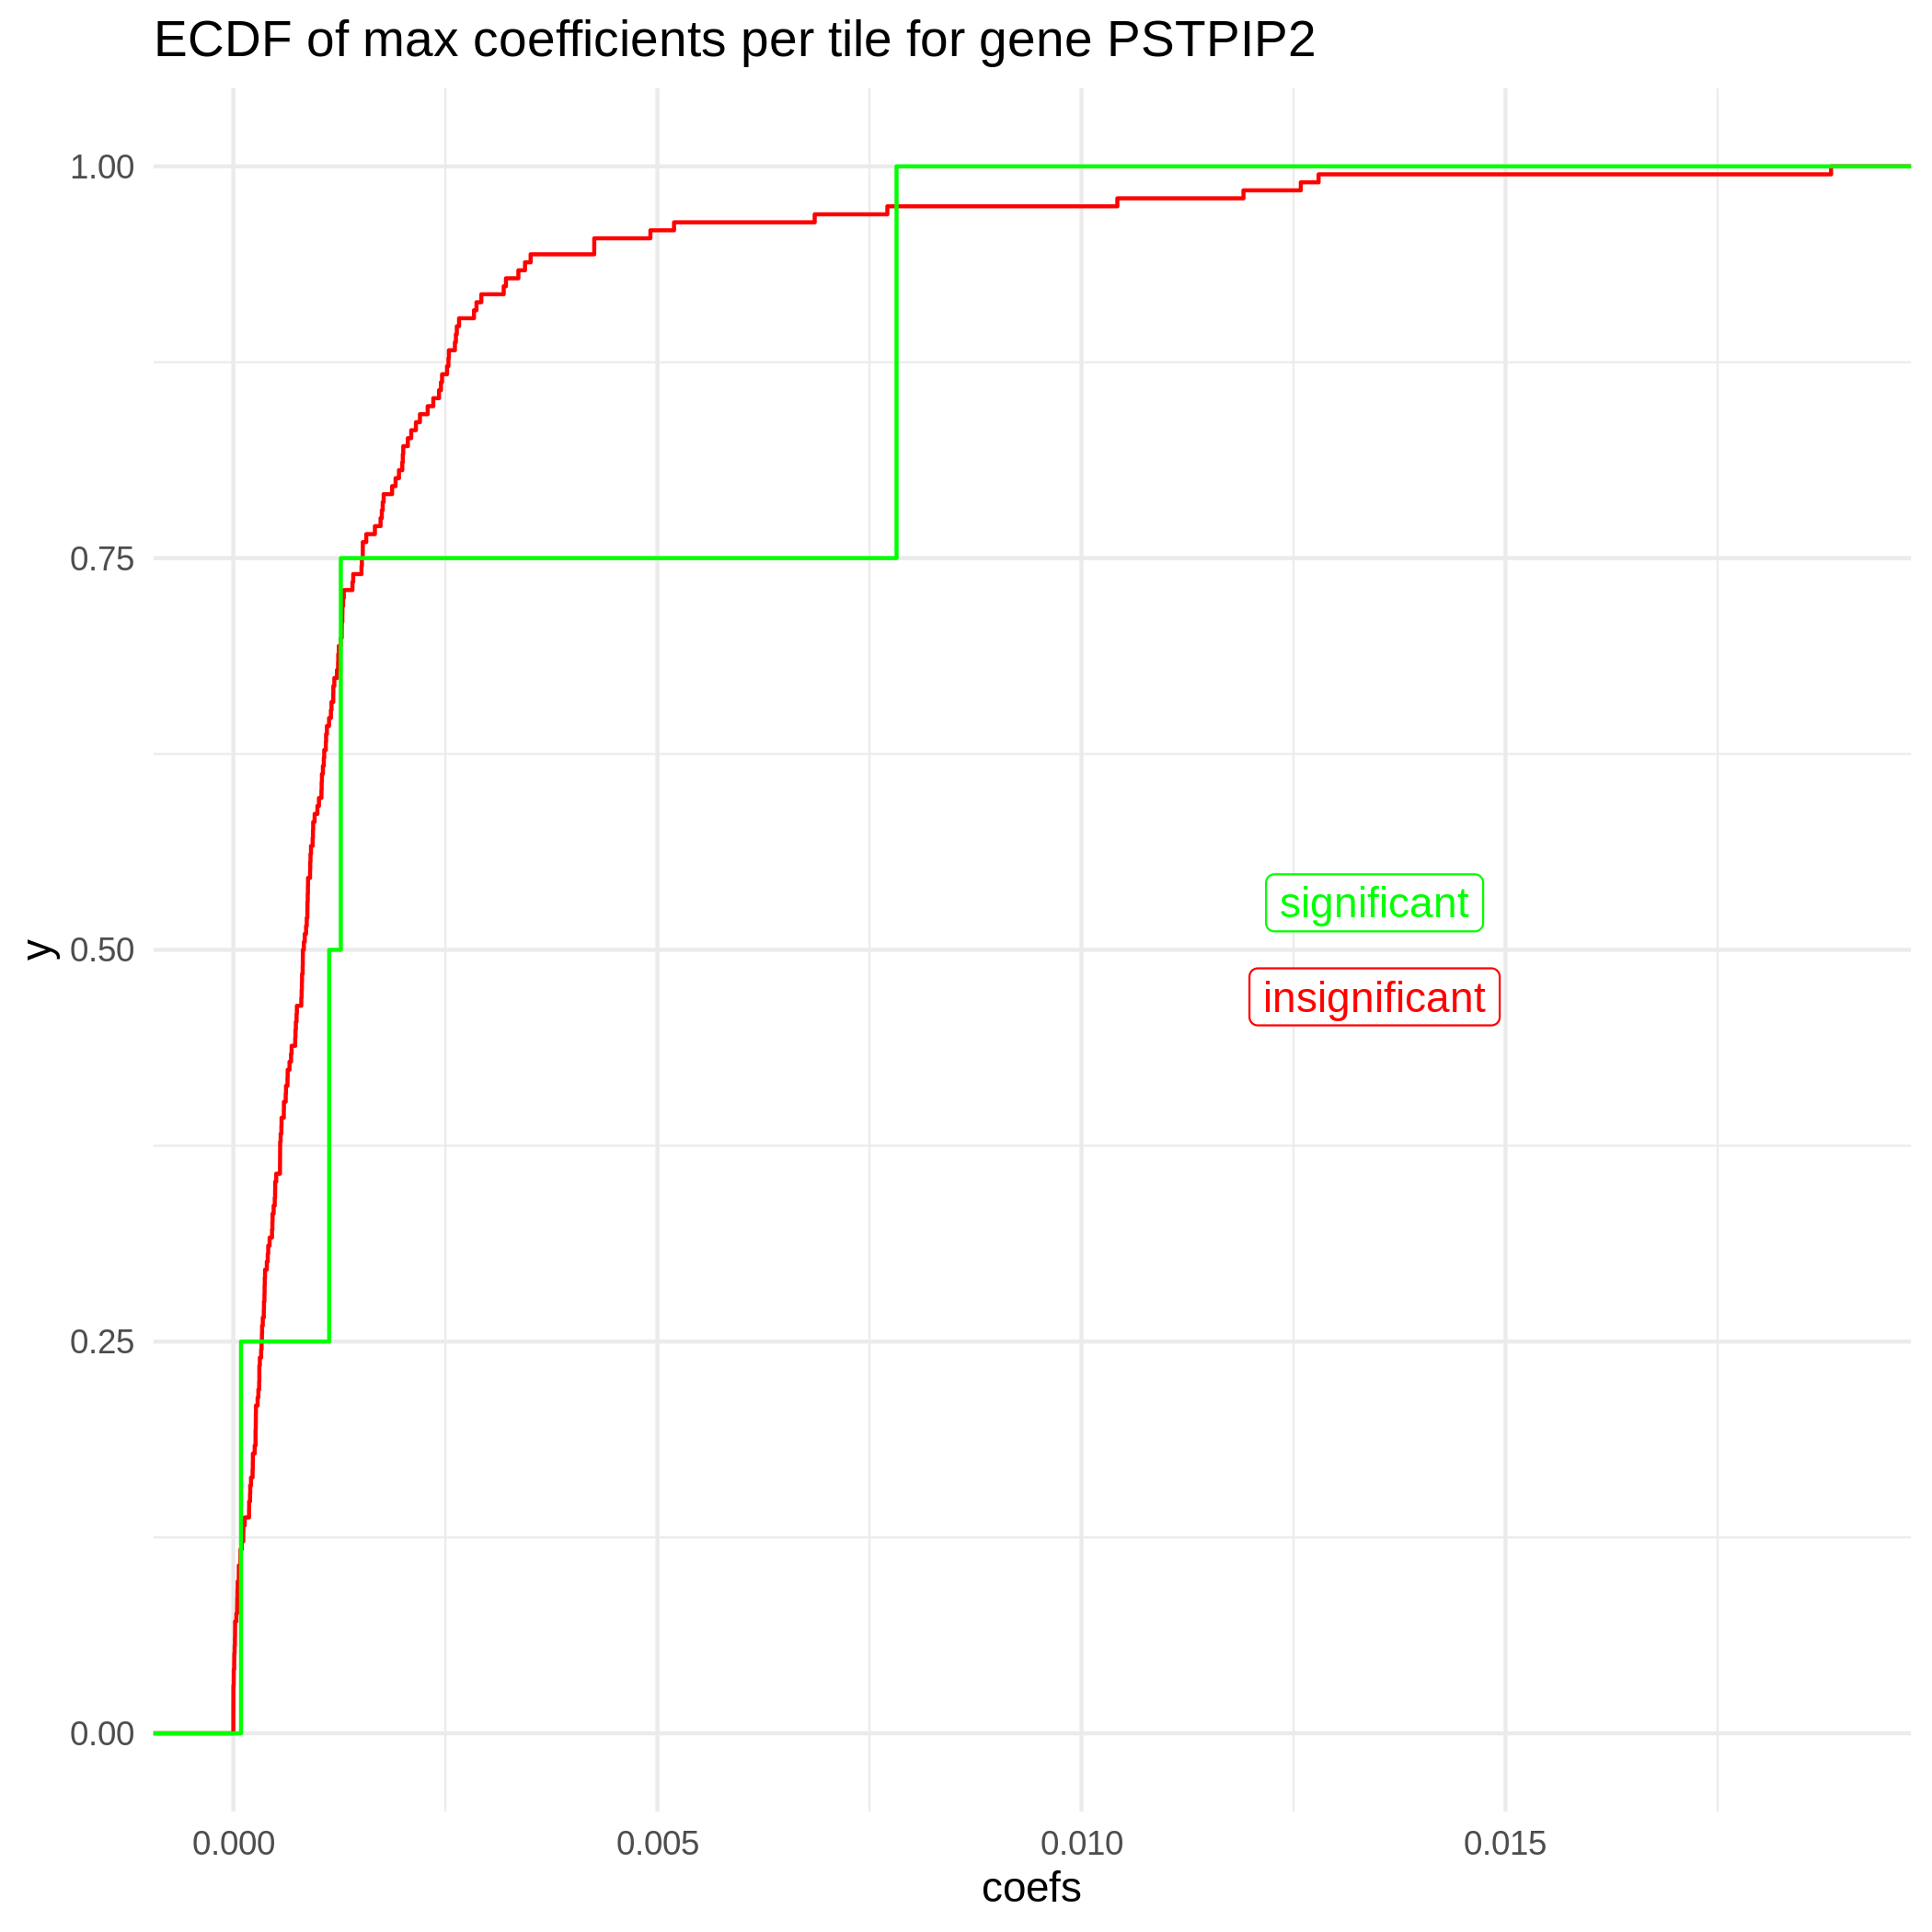 ECDF of max coefficients per tile for gene PSTPIP2
1.00
0.75
0.50
0.25
0.00
y
significant
insignificant
0.000
0.005
0.010
0.015
coefs